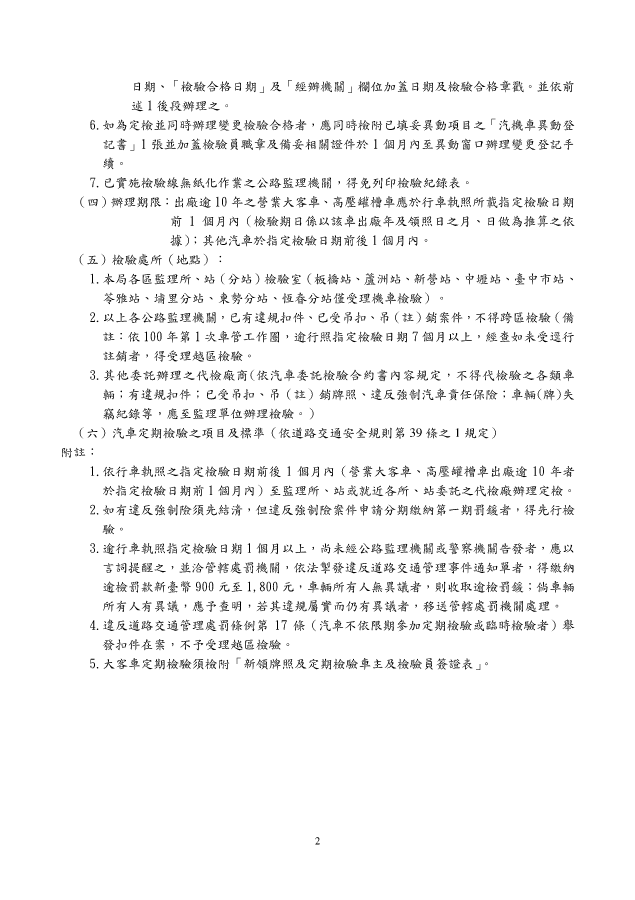 日期、「檢驗合格日期」及「經辦機關」欄位加蓋日期及檢驗合格章戳。並依前
述 1 後段辦理之。
6. 如為定檢並同時辦理變更檢驗合格者，應同時檢附已填妥異動項目之「汽機車異動登
記書」1 張並加蓋檢驗員職章及備妥相關證件於 1 個月內至異動窗口辦理變更登記手
續。
7. 已實施檢驗線無紙化作業之公路監理機關，得免列印檢驗紀錄表。
（四）辦理期限：出廠逾 10 年之營業大客車、高壓罐槽車應於行車執照所載指定檢驗日期
前 1 個月內（檢驗期日係以該車出廠年及領照日之月、日做為推算之依
據）；其他汽車於指定檢驗日期前後 1 個月內。
（五）檢驗處所（地點）：
1. 本局各區監理所、站（分站）檢驗室（板橋站、蘆洲站、新營站、中壢站、臺中市站、
苓雅站、埔里分站、東勢分站、恆春分站僅受理機車檢驗）。
2. 以上各公路監理機關，已有違規扣件、已受吊扣、吊（註）銷案件，不得跨區檢驗（備
註：依 100 年第 1 次車管工作圈，逾行照指定檢驗日期 7 個月以上，經查如未受逕行
註銷者，得受理越區檢驗。
3. 其他委託辦理之代檢廠商(依汽車委託檢驗合約書內容規定，不得代檢驗之各類車
輛；有違規扣件；已受吊扣、吊（註）銷牌照、違反強制汽車責任保險；車輛(牌)失
竊紀錄等，應至監理單位辦理檢驗。)
（六）汽車定期檢驗之項目及標準（依道路交通安全規則第 39 條之 1 規定）
附註：
1. 依行車執照之指定檢驗日期前後 1 個月內（營業大客車、高壓罐槽車出廠逾 10 年者
於指定檢驗日期前 1 個月內）至監理所、站或就近各所、站委託之代檢廠辦理定檢。
2. 如有違反強制險須先結清，但違反強制險案件申請分期繳納第一期罰鍰者，得先行檢
驗。
3. 逾行車執照指定檢驗日期 1 個月以上，尚未經公路監理機關或警察機關告發者，應以
言詞提醒之，並洽管轄處罰機關，依法掣發違反道路交通管理事件通知單者，得繳納
逾檢罰款新臺幣 900 元至 1,800 元，車輛所有人無異議者，則收取逾檢罰鍰；倘車輛
所有人有異議，應予查明，若其違規屬實而仍有異議者，移送管轄處罰機關處理。
4. 違反道路交通管理處罰條例第 17 條（汽車不依限期參加定期檢驗或臨時檢驗者）舉
發扣件在案，不予受理越區檢驗。
5. 大客車定期檢驗須檢附「新領牌照及定期檢驗車主及檢驗員簽證表」。
2